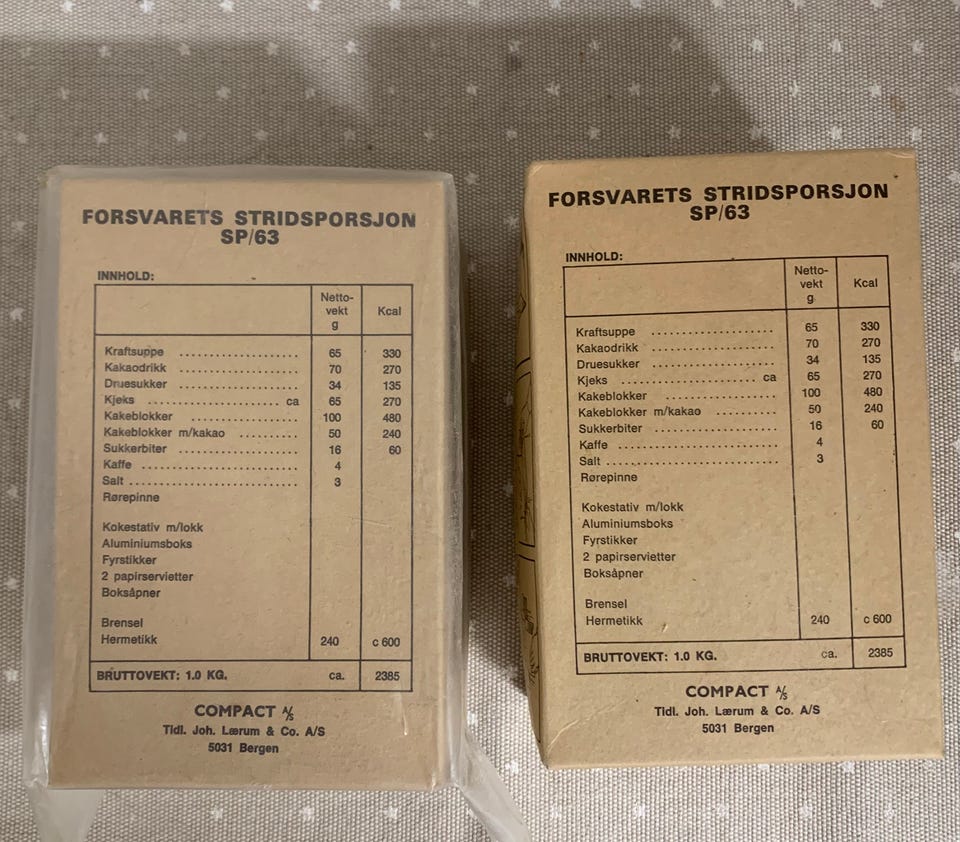 FORSVARETS STRIDSPORSJON
SP/63
INNHOLD:
Netto-
vekt
g
Kcal
Kraftsuppe 65 330
Kakaodrikk 70 270
Druesukker 34 135
Kjeks ca 65 270
Kakeblokker 100 480
Kakeblokker m/kakao 50 240
Sukkerbiter 16 60
Kaffe 4
Salt 3
Rørepinne
Kokestativ m/lokk
Aluminiumsboks
Fyrstikker
2 papirservietter
Boksåpner
Brensel
Hermetikk 240 c 600
BRUTTOVEKT: 1.0 KG. ca. 2385
COMPACT A/S
Tidl. Joh. Lærum & Co. A/S
5031 Bergen
FORSVARETS STRIDSPORSJON
SP/63
INNHOLD:
Netto-
vekt
g
Kcal
Kraftsuppe 65 330
Kakaodrikk 70 270
Druesukker 34 135
Kjeks ca 65 270
Kakeblokker 100 480
Kakeblokker m/kakao 50 240
Sukkerbiter 16 60
Kaffe 4
Salt 3
Rørepinne
Kokestativ m/lokk
Aluminiumsboks
Fyrstikker
2 papirservietter
Boksåpner
Brensel
Hermetikk 240 c 600
BRUTTOVEKT: 1.0 KG. ca. 2385
COMPACT A/S
Tidl. Joh. Lærum & Co. A/S
5031 Bergen